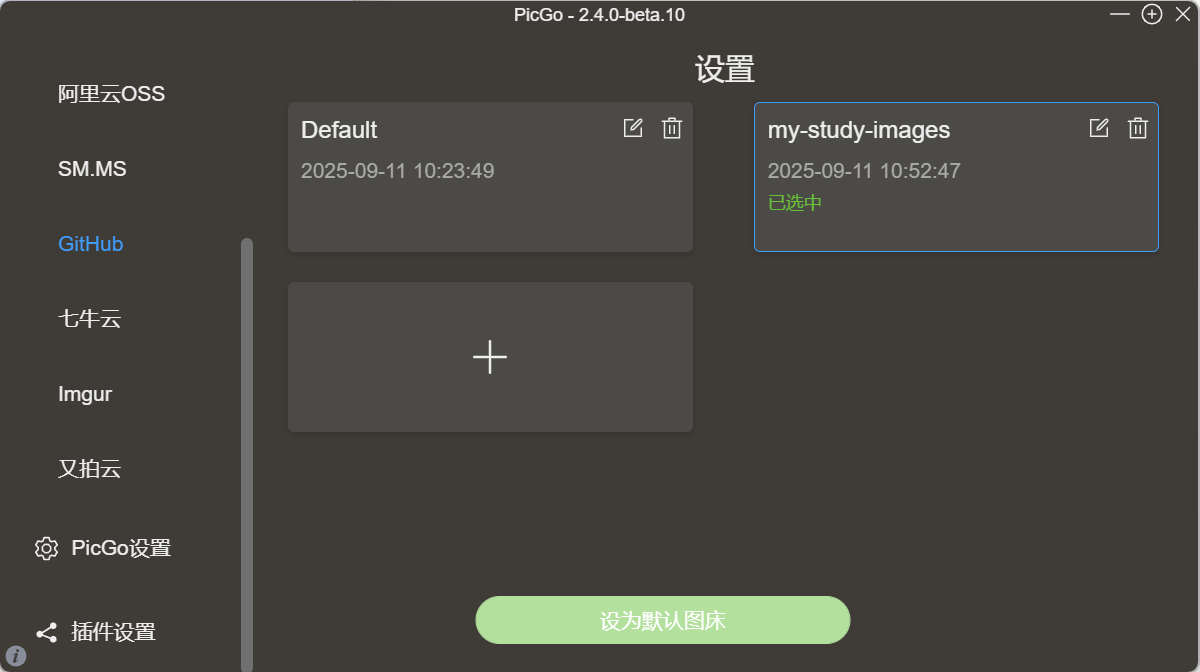 PicGo - 2.4.0-beta.10
阿里云OSS
SM.MS
GitHub
七牛云
Imgur
又拍云
PicGo设置
插件设置
设置
Default
2025-09-11 10:23:49
my-study-images
2025-09-11 10:52:47
已选中
设为默认图床